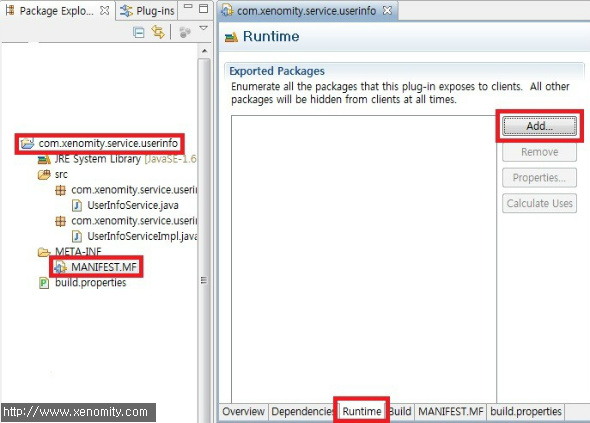 Package Explo
Plug-ins
com.xenomity.service.userinfo
JRE System Library [JavaSE-1.6
src
com.xenomity.service.userin
UserInfoService.java
com.xenomity.service.userin
UserInfoServiceImpl.java
META-INF
MANIFEST.MF
build.properties
http://www.xenomity.com
com.xenomity.service.userinfo
Runtime
Exported Packages
Enumerate all the packages that this plug-in exposes to clients. All other
packages will be hidden from clients at all times.
Add...
Remove
Properties...
Calculate Uses
Overview Dependencies Runtime Build MANIFEST.MF build.properties